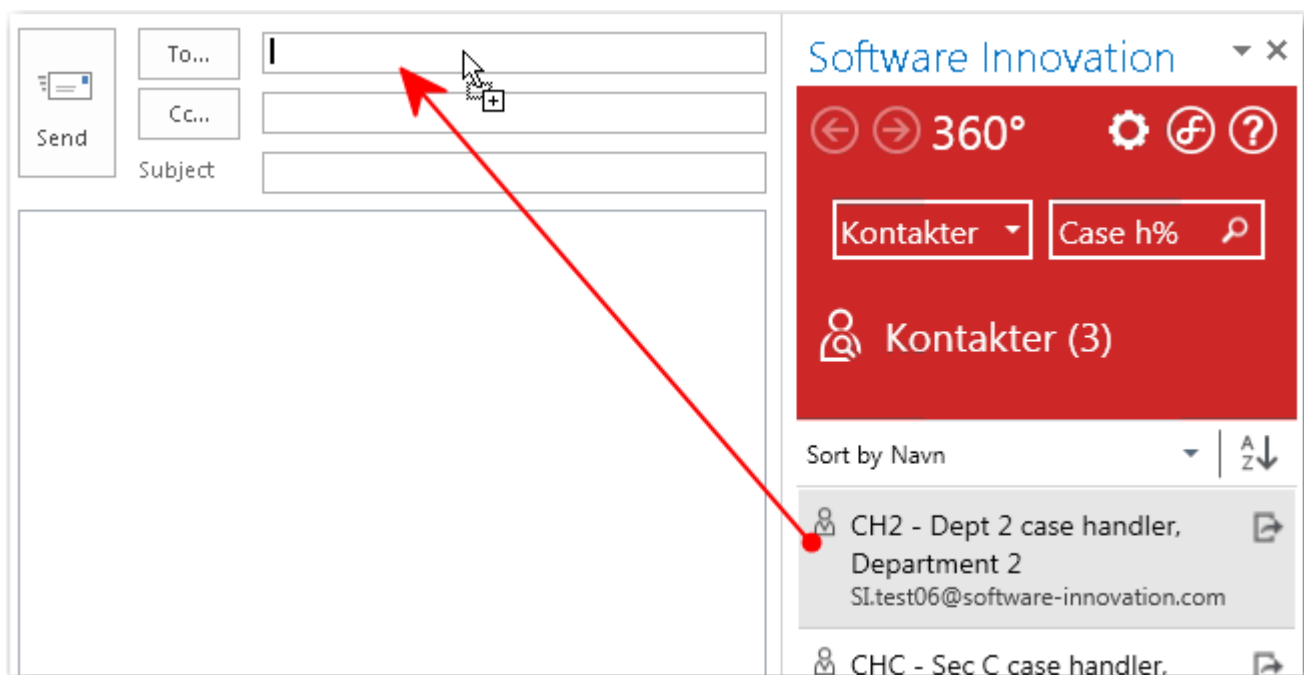 To...
Cc...
Send
Subject
Software Innovation
360°
Kontakter
Case h%
Kontakter (3)
Sort by Navn
A
Z
CH2 - Dept 2 case handler,
Department 2
SI.test06@software-innovation.com
CHC - Sec C case handler,